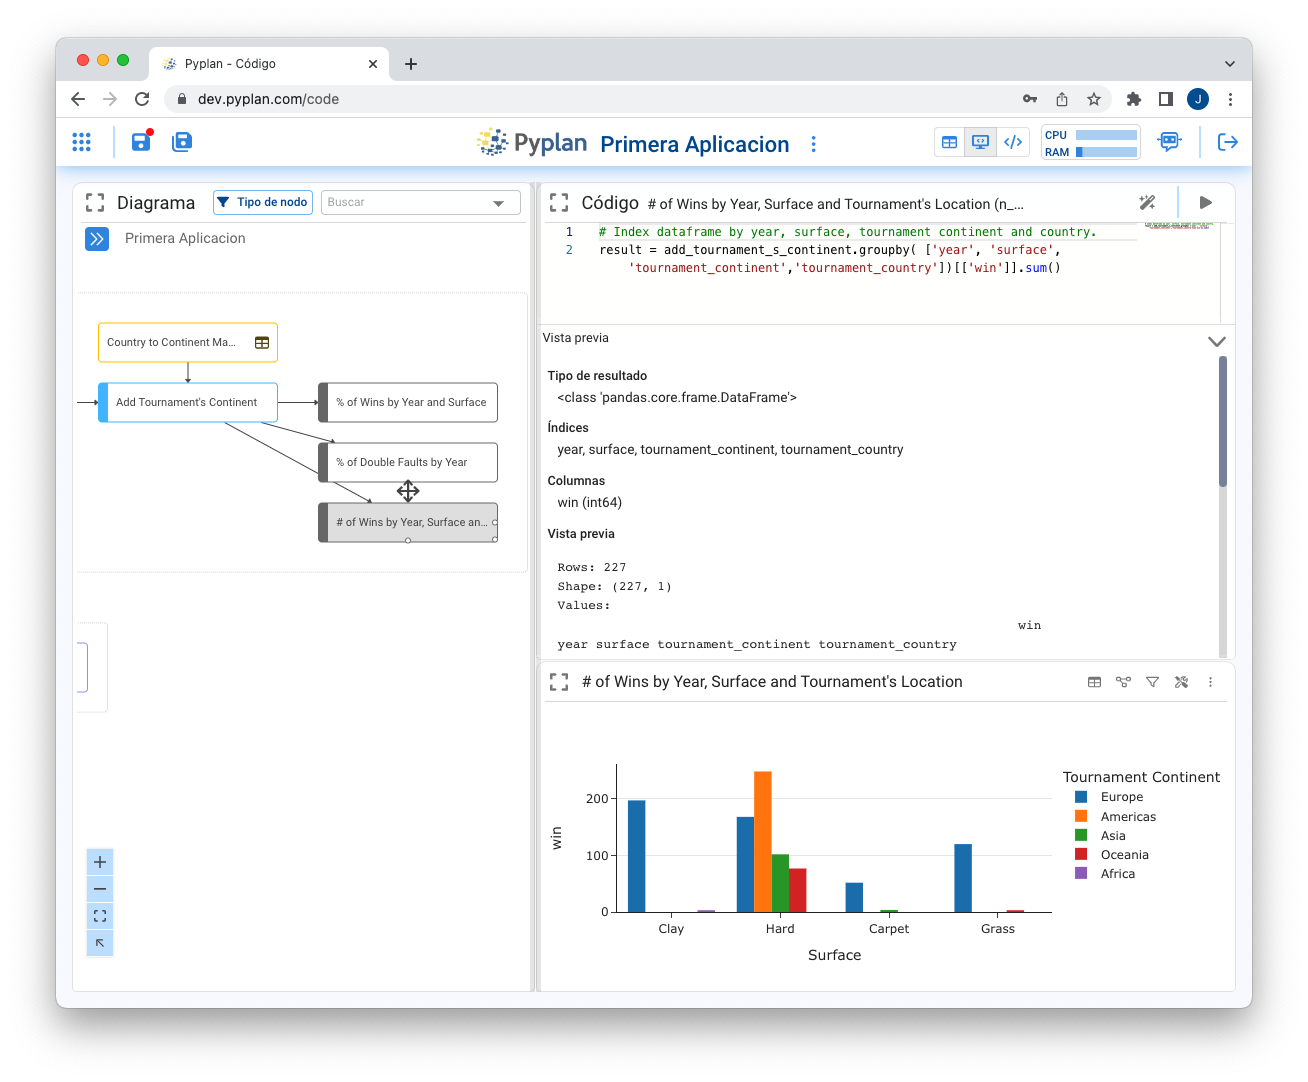 Pyplan - Código
dev.pyplan.com/code
J
Pyplan Primera Aplicacion
CPU
RAM
Diagrama
Tipo de nodo
Buscar
Primera Aplicacion
Country to Continent Ma...
Add Tournament's Continent
% of Wins by Year and Surface
% of Double Faults by Year
# of Wins by Year, Surface an...
Código # of Wins by Year, Surface and Tournament's Location (n_...
1 # Index dataframe by year, surface, tournament continent and country.
2 result = add_tournament_s_continent.groupby( ['year', 'surface',
'tournament_continent','tournament_country'])[['win']].sum()
Vista previa
Tipo de resultado
<class 'pandas.core.frame.DataFrame'>
Índices
year, surface, tournament_continent, tournament_country
Columnas
win (int64)
Vista previa
Rows: 227
Shape: (227, 1)
Values:
win
year surface tournament_continent tournament_country
# of Wins by Year, Surface and Tournament's Location
Tournament Continent
Europe
Americas
Asia
Oceania
Africa
win
200
100
0
Clay Hard Carpet Grass
Surface